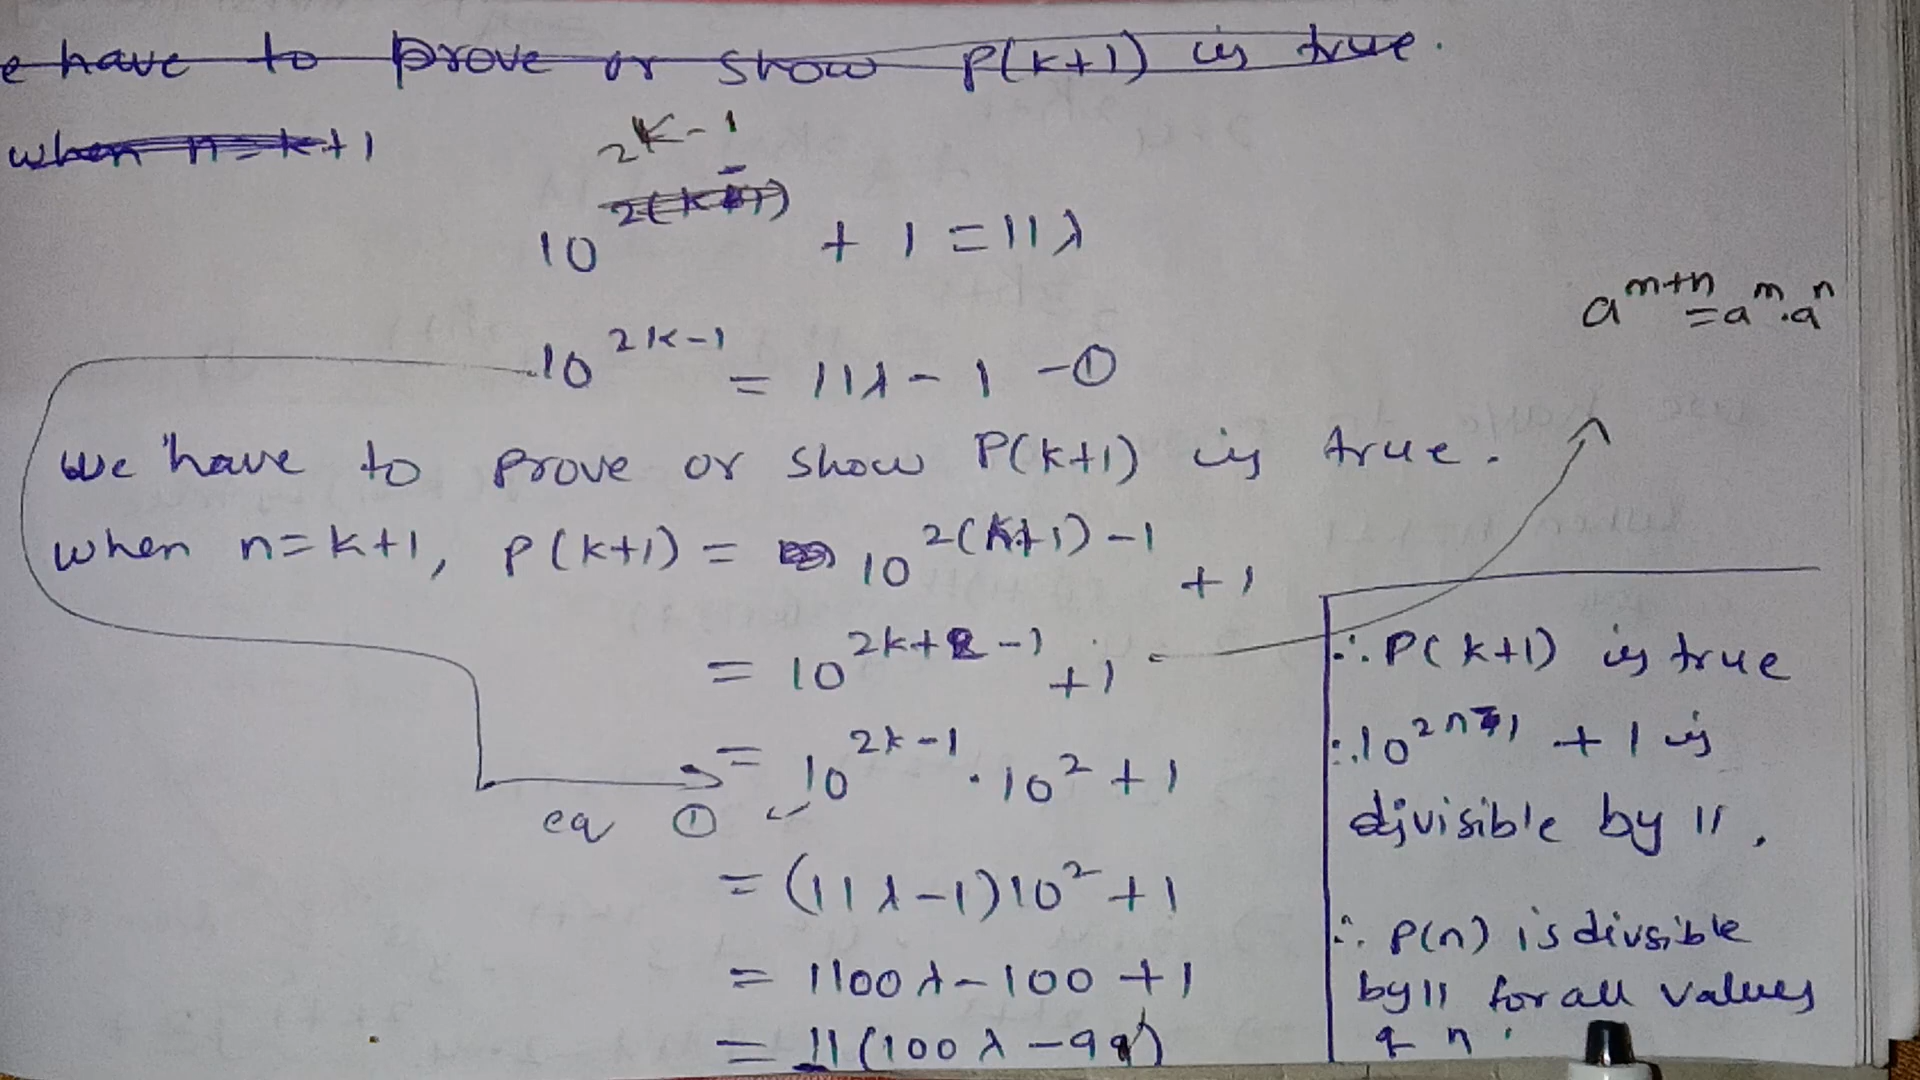 e have to prove or show P(k+1) is true.
when n=k+1
2k-1
10 2(k-1) + 1 = 11λ
a^m+n = a^m . a^n
10^2k-1 = 11λ - 1 -①
we have to prove or show P(k+1) is true.
when n=k+1, P(k+1) = 10^2(k+1)-1 + 1
= 10^2k+2-1 + 1
= 10^2k-1 . 10^2 + 1
eq ①
= (11λ-1)10^2 + 1
= 1100λ - 100 + 1
= 11(100λ - 99)
∴ P(k+1) is true
∴ 10^2n-1 + 1 is
divisible by 11.
∴ P(n) is divsible
by 11 for all values
of n.